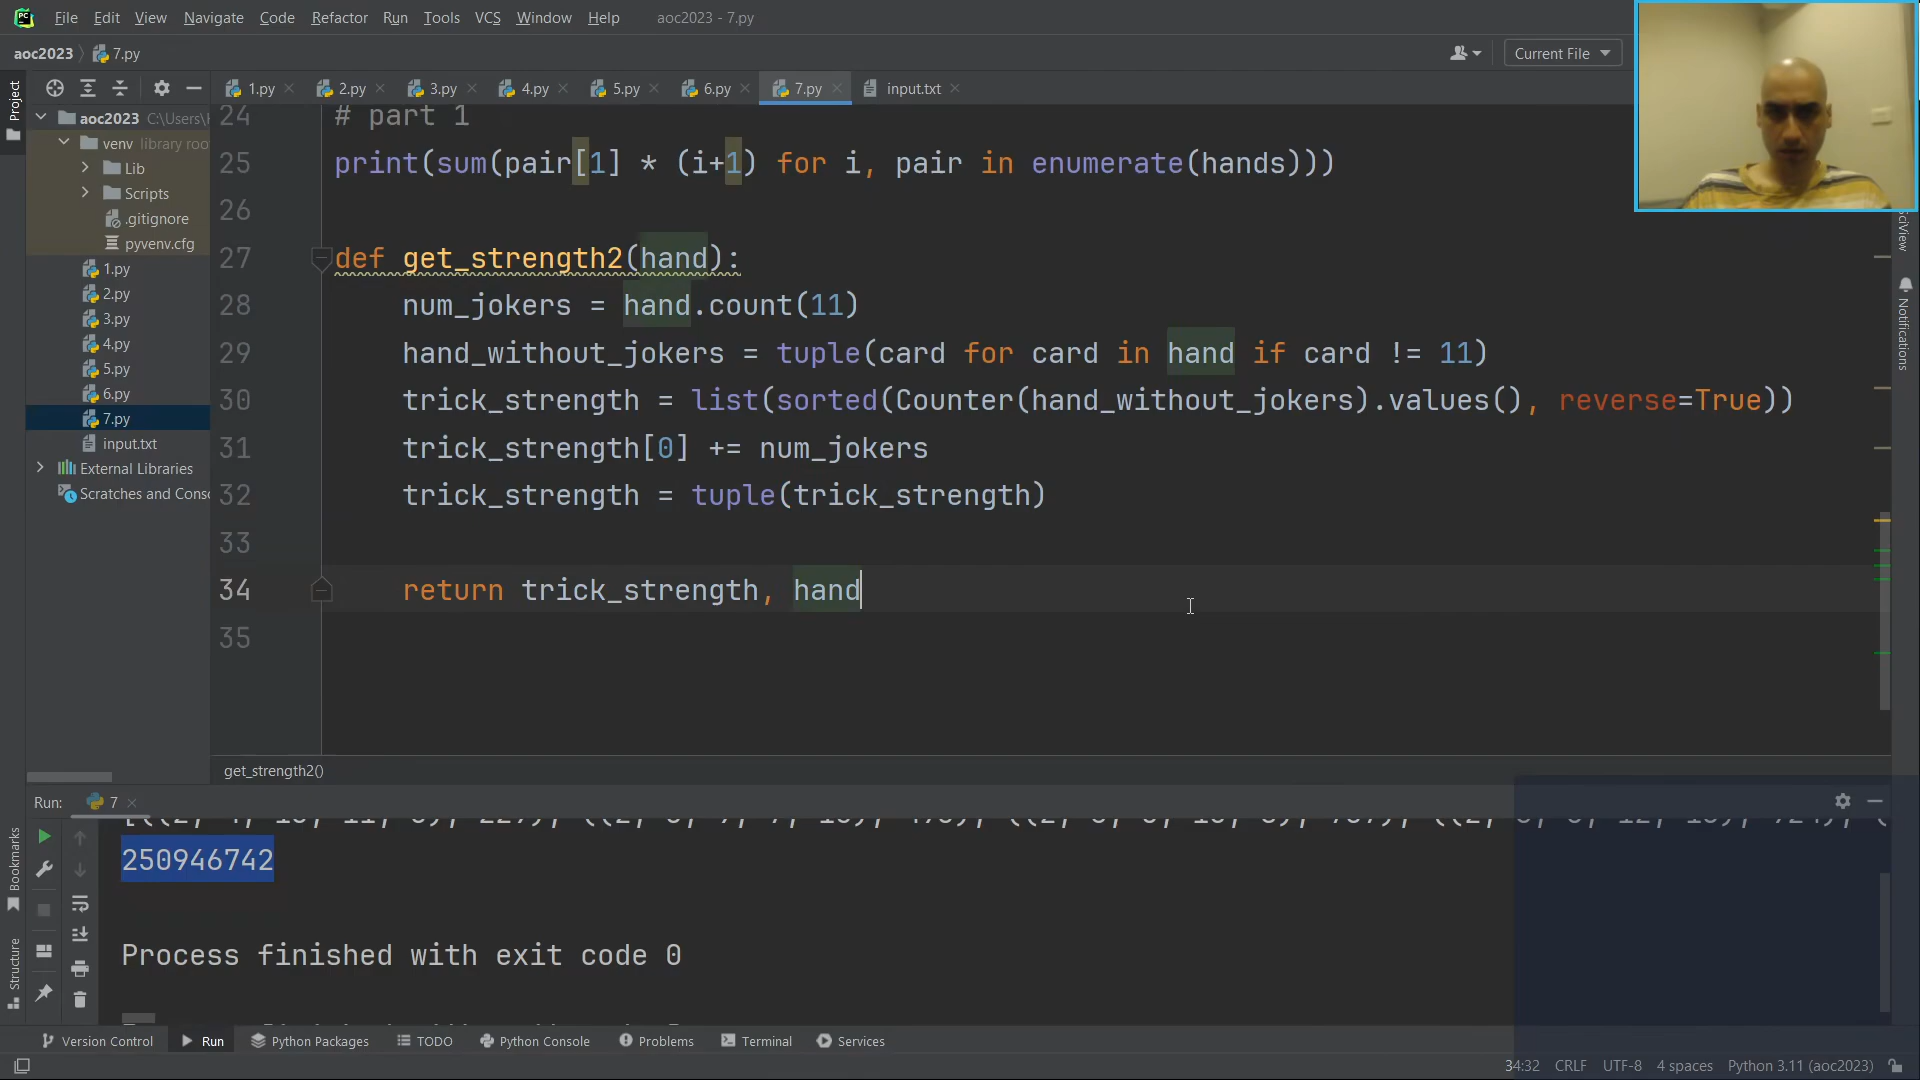 PC File Edit View Navigate Code Refactor Run Tools VCS Window Help aoc2023 - 7.py
aoc2023 7.py Current File
1.py 2.py 3.py 4.py 5.py 6.py 7.py input.txt
Project
aoc2023 C:\Users\
venv library roo
Lib
Scripts
.gitignore
pyvenv.cfg
1.py
2.py
3.py
4.py
5.py
6.py
7.py
input.txt
External Libraries
Scratches and Conso
24 # part 1
25 print(sum(pair[1] * (i+1) for i, pair in enumerate(hands)))
26
27 def get_strength2(hand):
28 num_jokers = hand.count(11)
29 hand_without_jokers = tuple(card for card in hand if card != 11)
30 trick_strength = list(sorted(Counter(hand_without_jokers).values(), reverse=True))
31 trick_strength[0] += num_jokers
32 trick_strength = tuple(trick_strength)
33
34 return trick_strength, hand
35
get_strength2()
SciView
Notifications
Run: 7
250946742
Process finished with exit code 0
Bookmarks
Structure
Version Control Run Python Packages TODO Python Console Problems Terminal Services
34:32 CRLF UTF-8 4 spaces Python 3.11 (aoc2023)